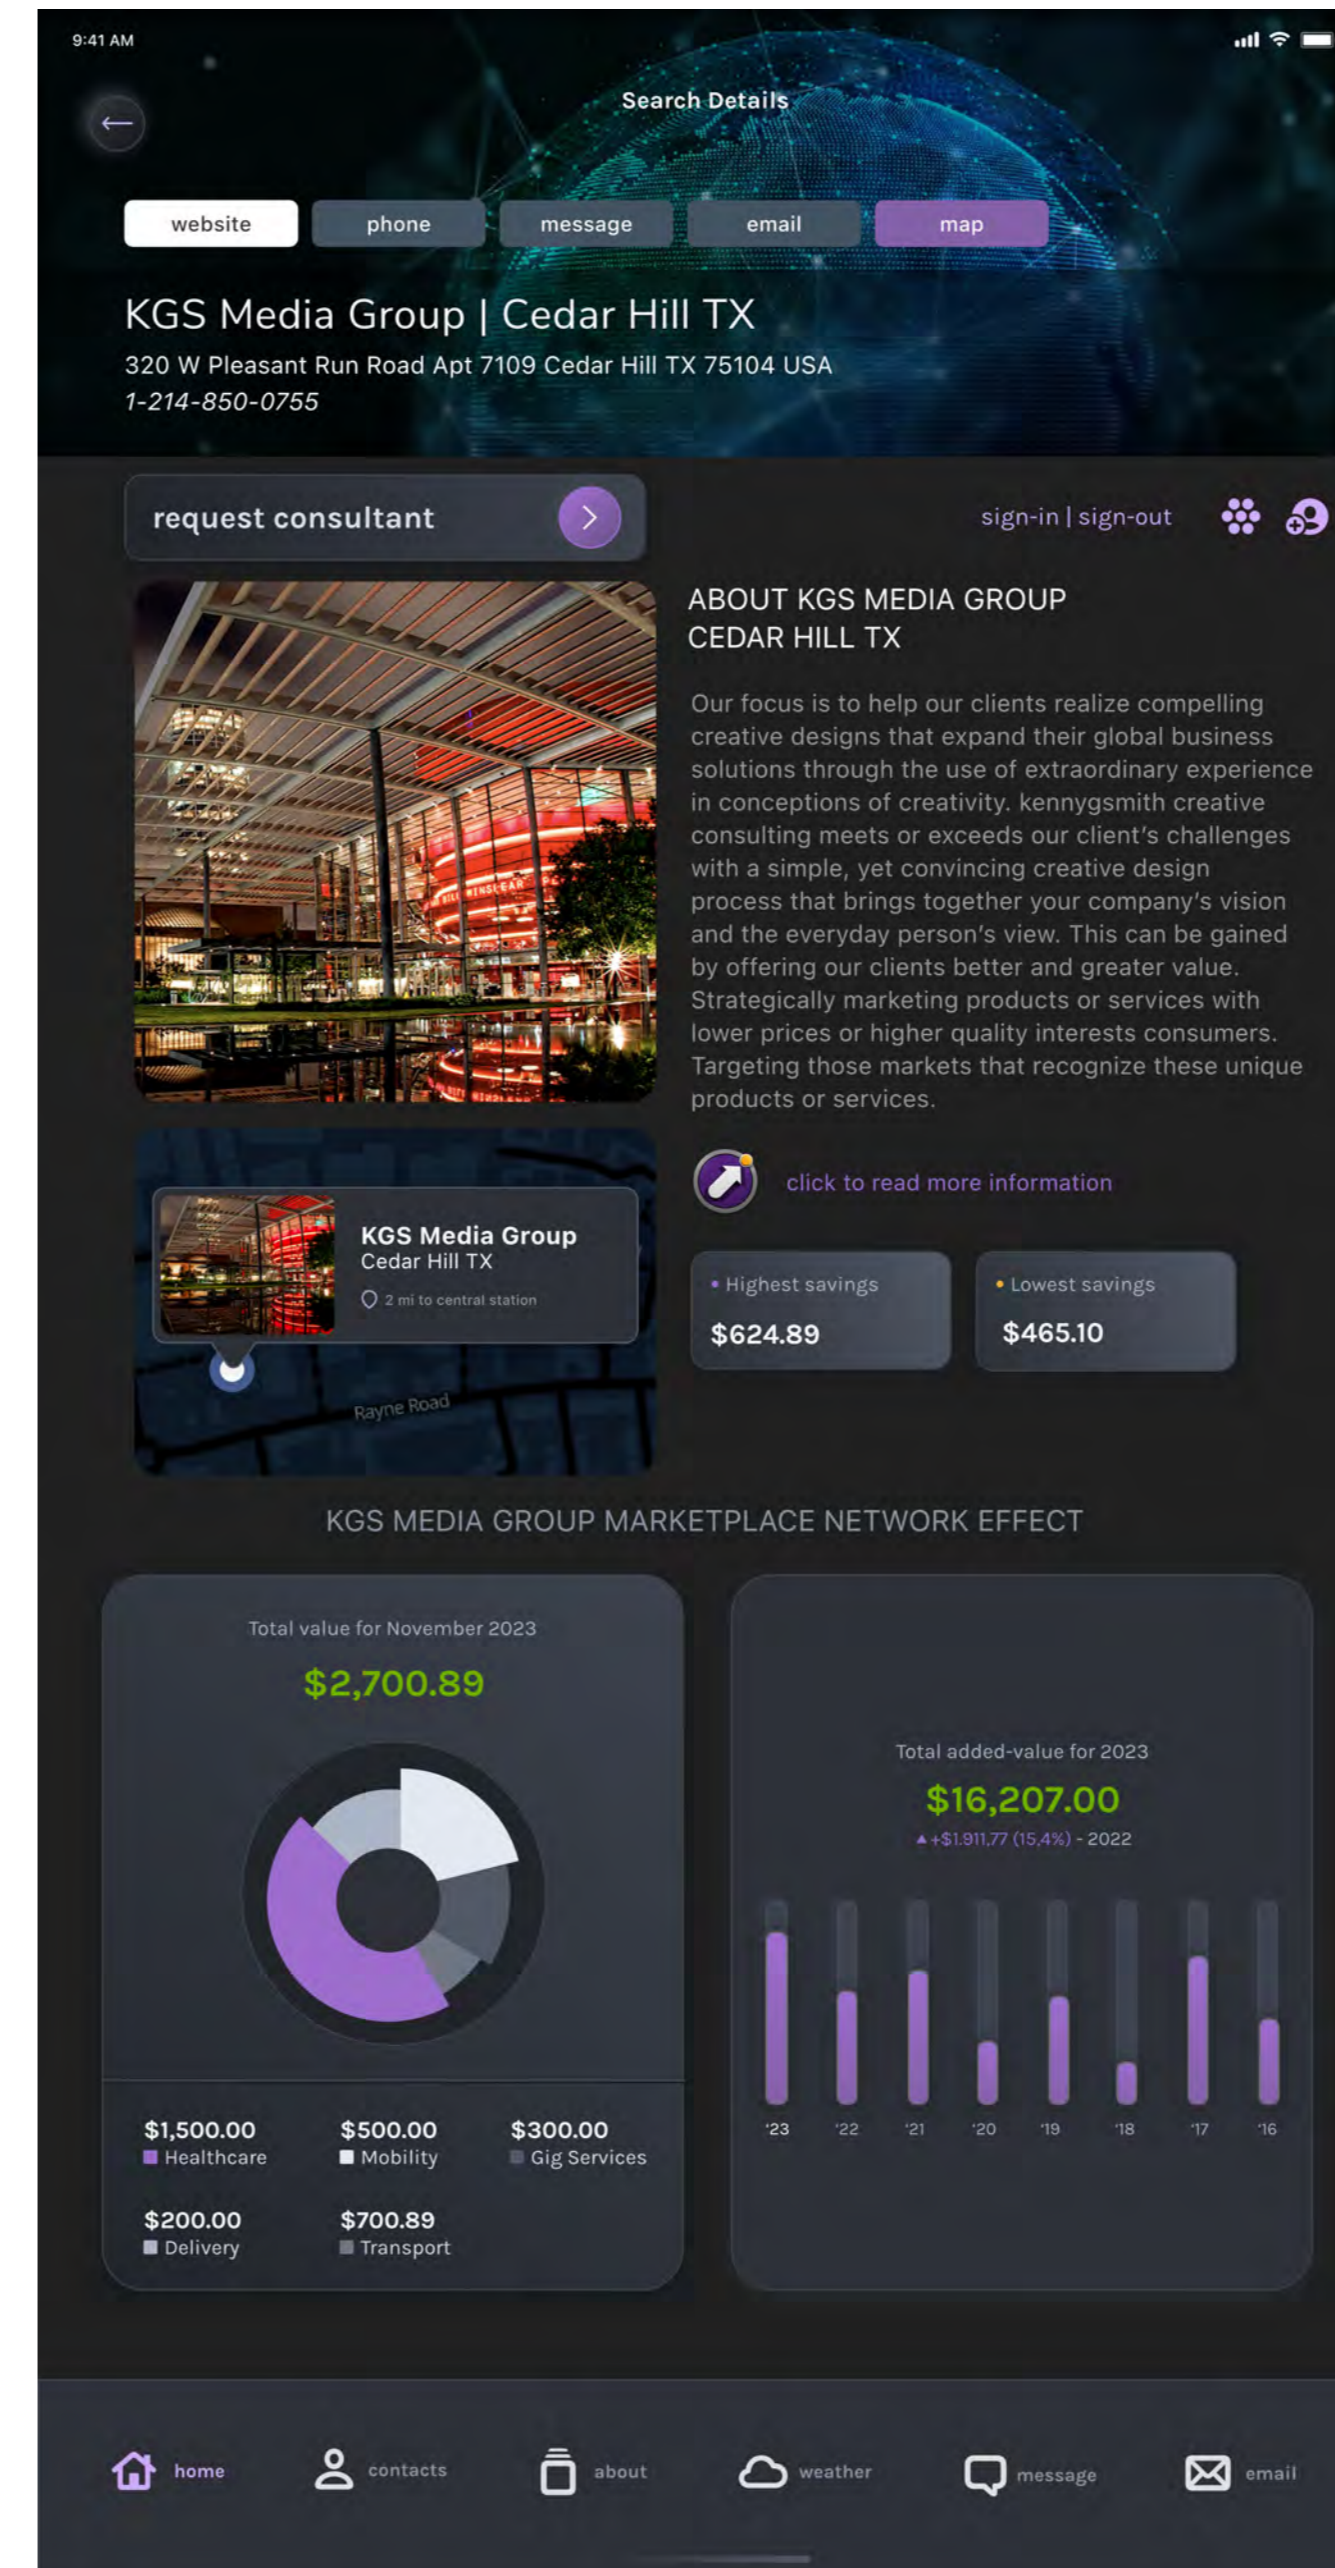 9:41 AM
Search Details
website
phone
message
email
map
KGS Media Group | Cedar Hill TX
320 W Pleasant Run Road Apt 7109 Cedar Hill TX 75104 USA
1-214-850-0755
request consultant
sign-in | sign-out
ABOUT KGS MEDIA GROUP
CEDAR HILL TX
Our focus is to help our clients realize compelling
creative designs that expand their global business
solutions through the use of extraordinary experience
in conceptions of creativity. kennygsmith creative
consulting meets or exceeds our client's challenges
with a simple, yet convincing creative design
process that brings together your company's vision
and the everyday person's view. This can be gained
by offering our clients better and greater value.
Strategically marketing products or services with
lower prices or higher quality interests consumers.
Targeting those markets that recognize these unique
products or services.
click to read more information
KGS Media Group
Cedar Hill TX
2 mi to central station
Rayne Road
• Highest savings
$624.89
• Lowest savings
$465.10
KGS MEDIA GROUP MARKETPLACE NETWORK EFFECT
Total value for November 2023
$2,700.89
$1,500.00
Healthcare
$500.00
Mobility
$300.00
Gig Services
$200.00
Delivery
$700.89
Transport
Total added-value for 2023
$16,207.00
▲+$1.911,77 (15,4%) - 2022
'23 '22 '21 '20 '19 '18 '17 '16
home
contacts
about
weather
message
email